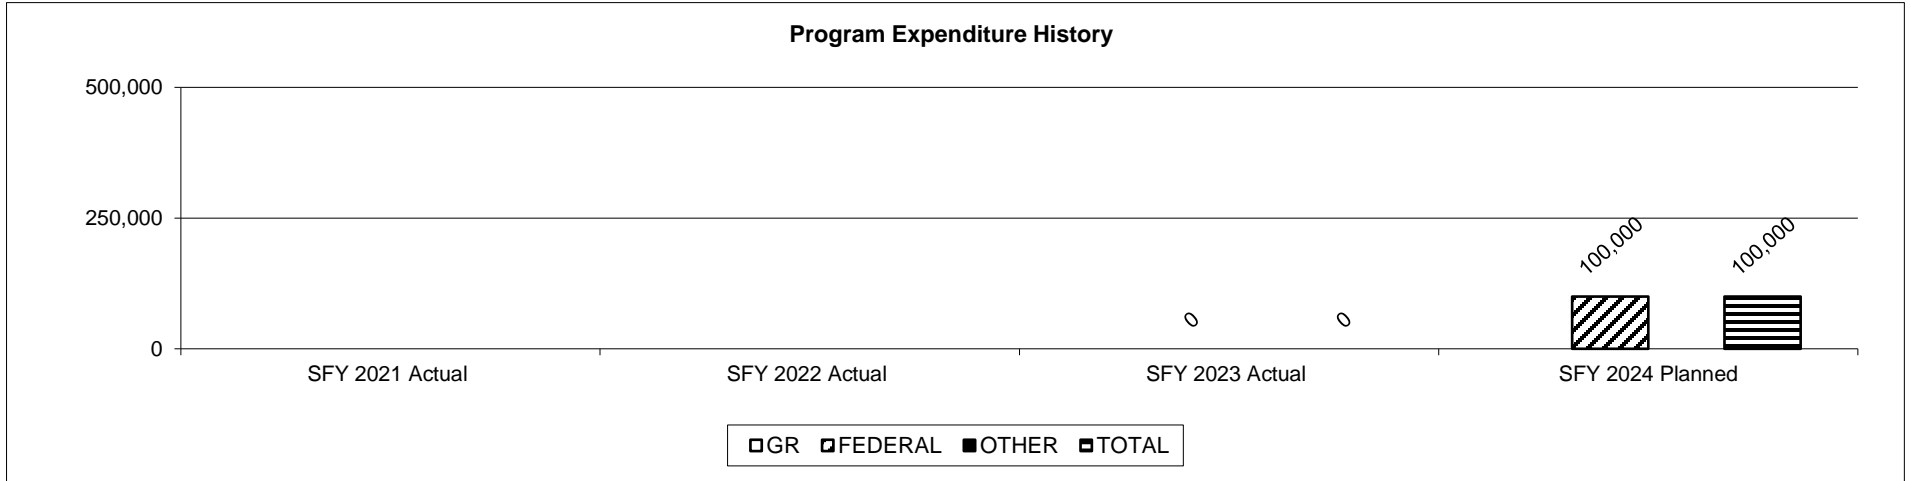 Program Expenditure History
500,000
250,000
0
100,000
100,000
0
0
SFY 2021 Actual
SFY 2022 Actual
SFY 2023 Actual
SFY 2024 Planned
GR FEDERAL OTHER TOTAL